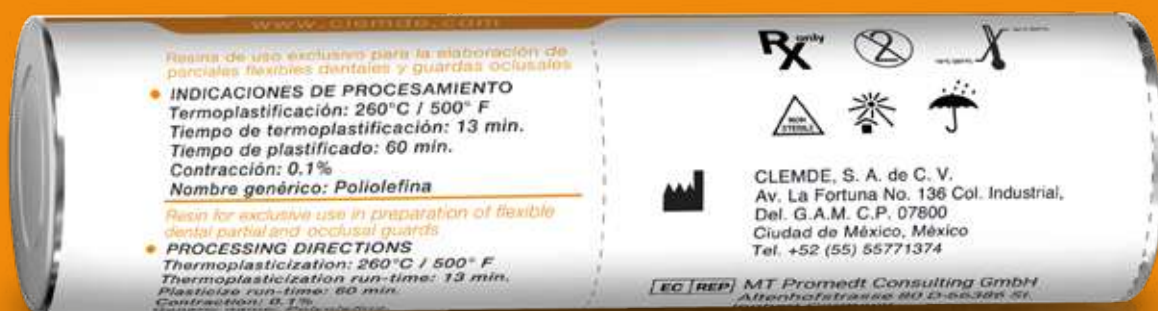 www.clemde.com
Resina de uso exclusivo para la elaboración de
parciales flexibles dentales y guardas oclusales
INDICACIONES DE PROCESAMIENTO
Termoplastificación: 260°C / 500° F
Tiempo de termoplastificación: 13 min.
Tiempo de plastificado: 60 min.
Contracción: 0.1%
Nombre genérico: Poliolefina
Resin for exclusive use in preparation of flexible
dental partial and occlusal guards
PROCESSING DIRECTIONS
Thermoplasticization: 260°C / 500° F
Thermoplasticization run-time: 13 min.
Plasticize run-time: 60 min.
Contraction: 0.1%
Rx only
2
NON
STERILE
CLEMDE, S. A. de C. V.
Av. La Fortuna No. 136 Col. Industrial,
Del. G.A.M. C.P. 07800
Ciudad de México, México
Tel. +52 (55) 55771374
EC REP MT Promedt Consulting GmbH
Altenhofstrasse 80 D-66386 St.